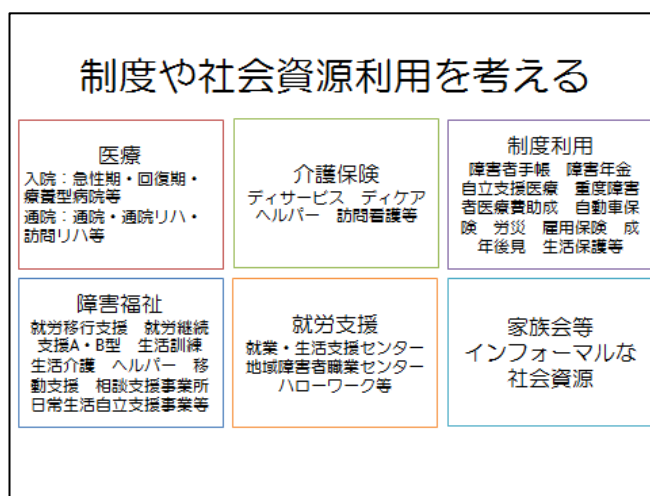 制度や社会資源利用を考える
医療
入院：急性期・回復期・
療養型病院等
通院：通院・通院リハ・
訪問リハ等
介護保険
ディサービス　ディケア
ヘルパー　訪問看護等
制度利用
障害者手帳　障害年金
自立支援医療　重度障害
者医療費助成　自動車保
険　労災　雇用保険　成
年後見　生活保護等
障害福祉
就労移行支援　就労継続
支援A・B型　生活訓練
生活介護　ヘルパー　移
動支援　相談支援事業所
日常生活自立支援事業等
就労支援
就業・生活支援センター
地域障害者職業センター
ハローワーク等
家族会等
インフォーマルな
社会資源